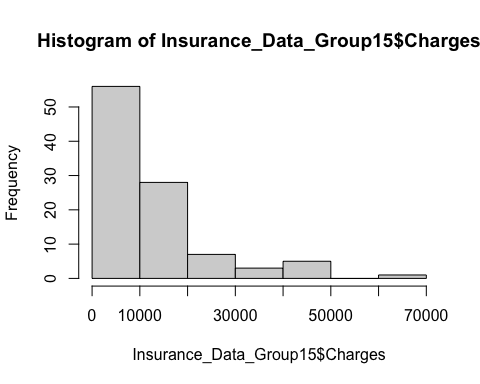 Histogram of Insurance_Data_Group15$Charges
Frequency
50
40
30
20
10
0
0 10000 30000 50000 70000
Insurance_Data_Group15$Charges